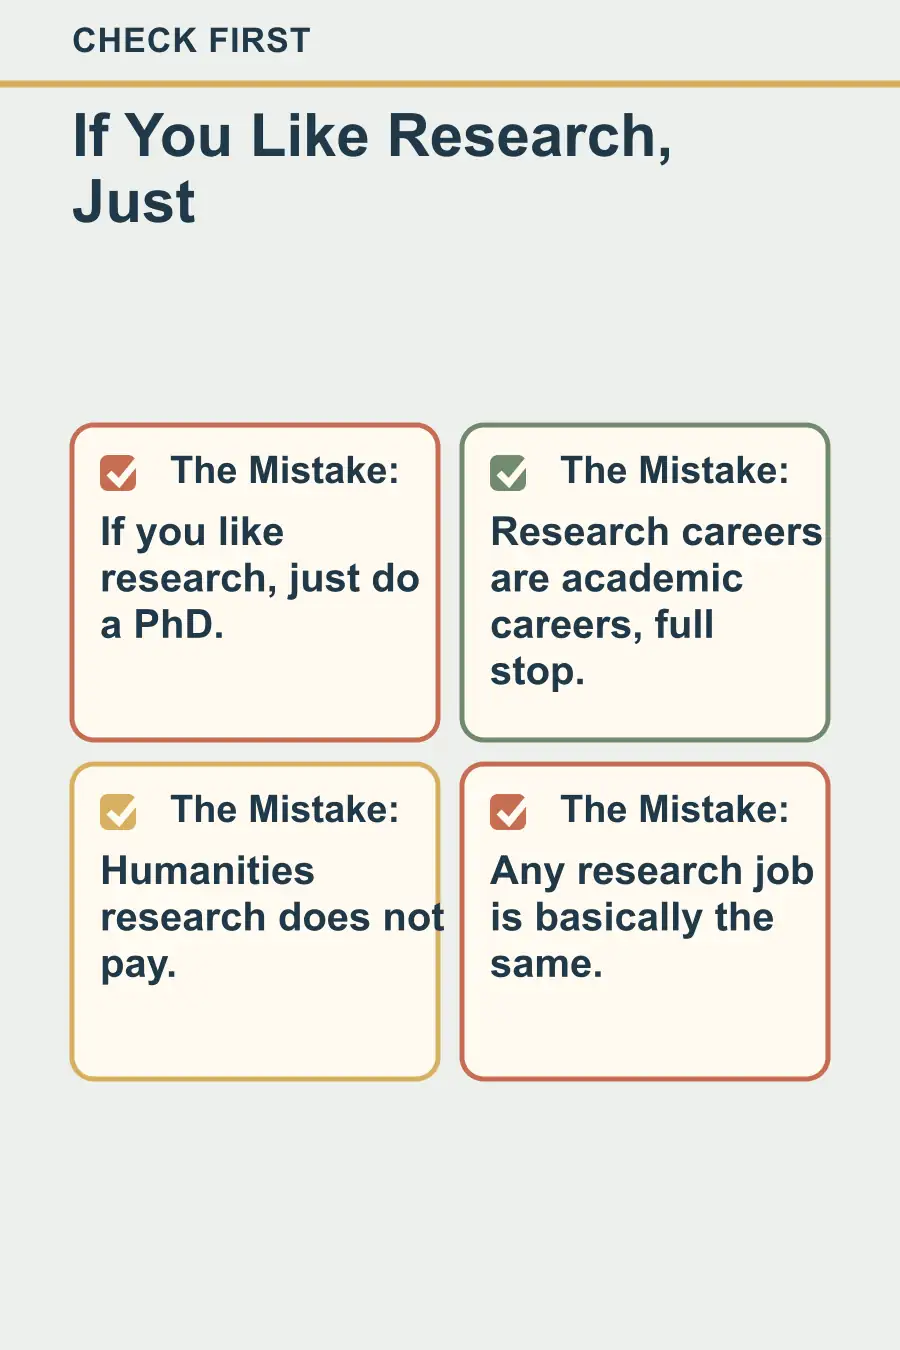 CHECK FIRST
If You Like Research,
Just
The Mistake:
If you like
research, just do
a PhD.
The Mistake:
Research careers
are academic
careers, full
stop.
The Mistake:
Humanities
research does not
pay.
The Mistake:
Any research job
is basically the
same.